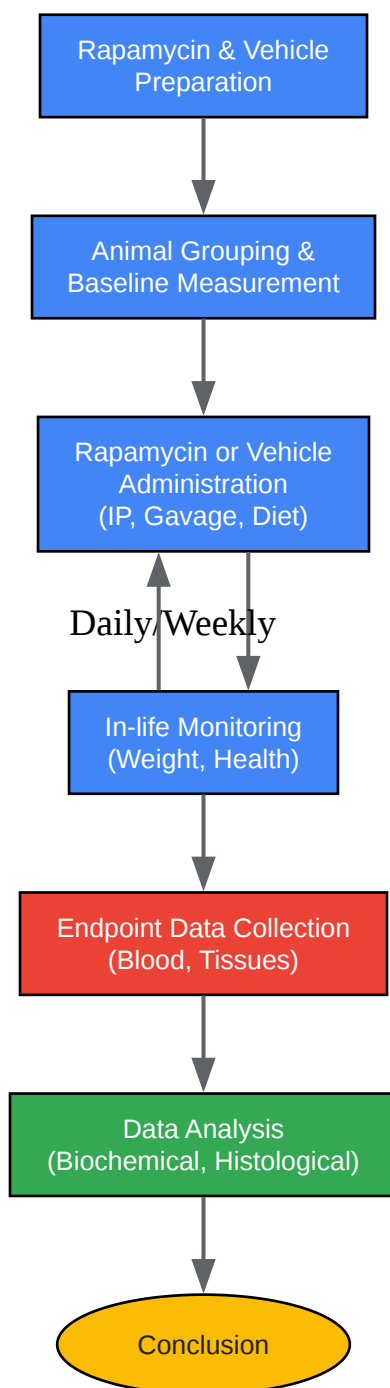 Rapamycin & Vehicle
Preparation
Animal Grouping &
Baseline Measurement
Rapamycin or Vehicle
Administration
(IP, Gavage, Diet)
Daily/Weekly
In-life Monitoring
(Weight, Health)
Endpoint Data Collection
(Blood, Tissues)
Data Analysis
(Biochemical, Histological)
Conclusion